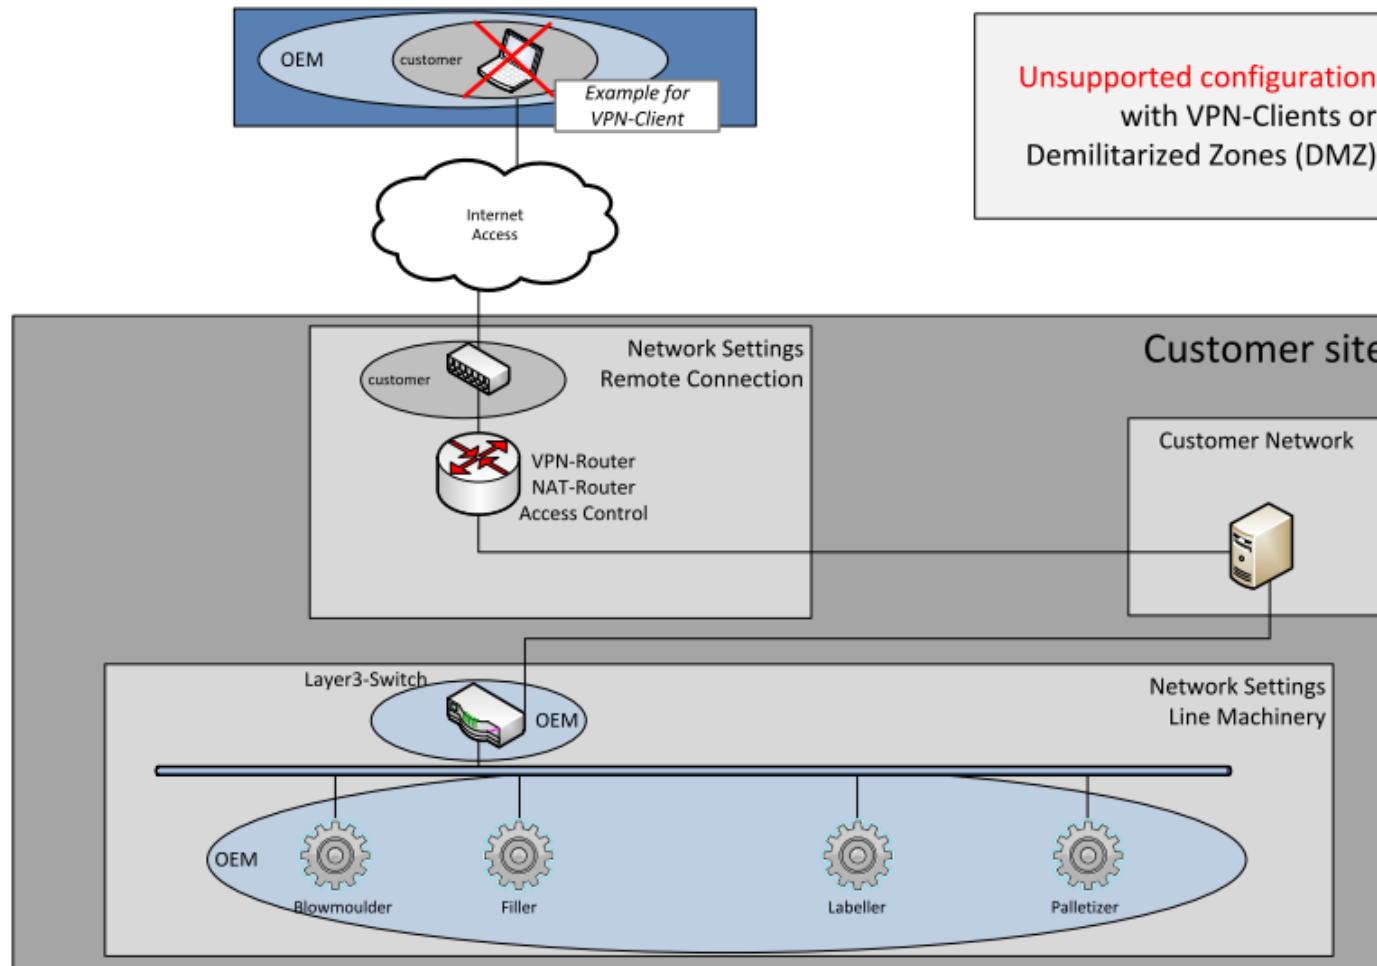 OEM
customer
Example for
VPN-Client
Unsupported configuration
with VPN-Clients or
Demilitarized Zones (DMZ)
Internet
Access
Customer site
Network Settings
Remote Connection
customer
VPN-Router
NAT-Router
Access Control
Customer Network
Layer3-Switch
OEM
Network Settings
Line Machinery
OEM
Blowmoulder
Filler
Labeller
Palletizer